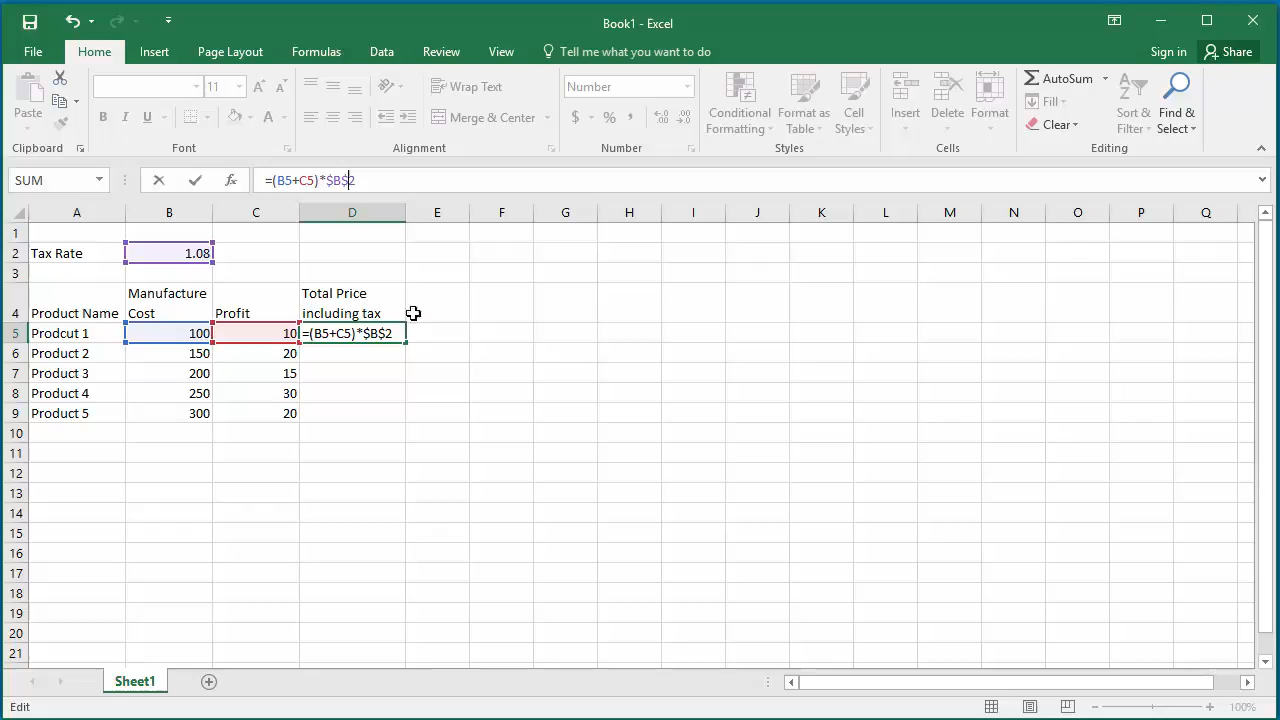 Book1 - Excel
File Home Insert Page Layout Formulas Data Review View Tell me what you want to do Sign in Share
Paste
11
Wrap Text
Merge & Center
Number
$ % ,
Conditional Formatting
Format as Table
Cell Styles
Insert Delete Format
AutoSum
Fill
Clear
Sort & Filter
Find & Select
Clipboard Font Alignment Number Styles Cells Editing
SUM =(B5+C5)*$B$2
A B C D E F G H I J K L M N O P Q
1
2 Tax Rate 1.08
3
Manufacture Total Price
4 Product Name Cost Profit including tax
5 Prodcut 1 100 10 =(B5+C5)*$B$2
6 Product 2 150 20
7 Product 3 200 15
8 Product 4 250 30
9 Product 5 300 20
10
11
12
13
14
15
16
17
18
19
20
21
Sheet1
Edit 100%